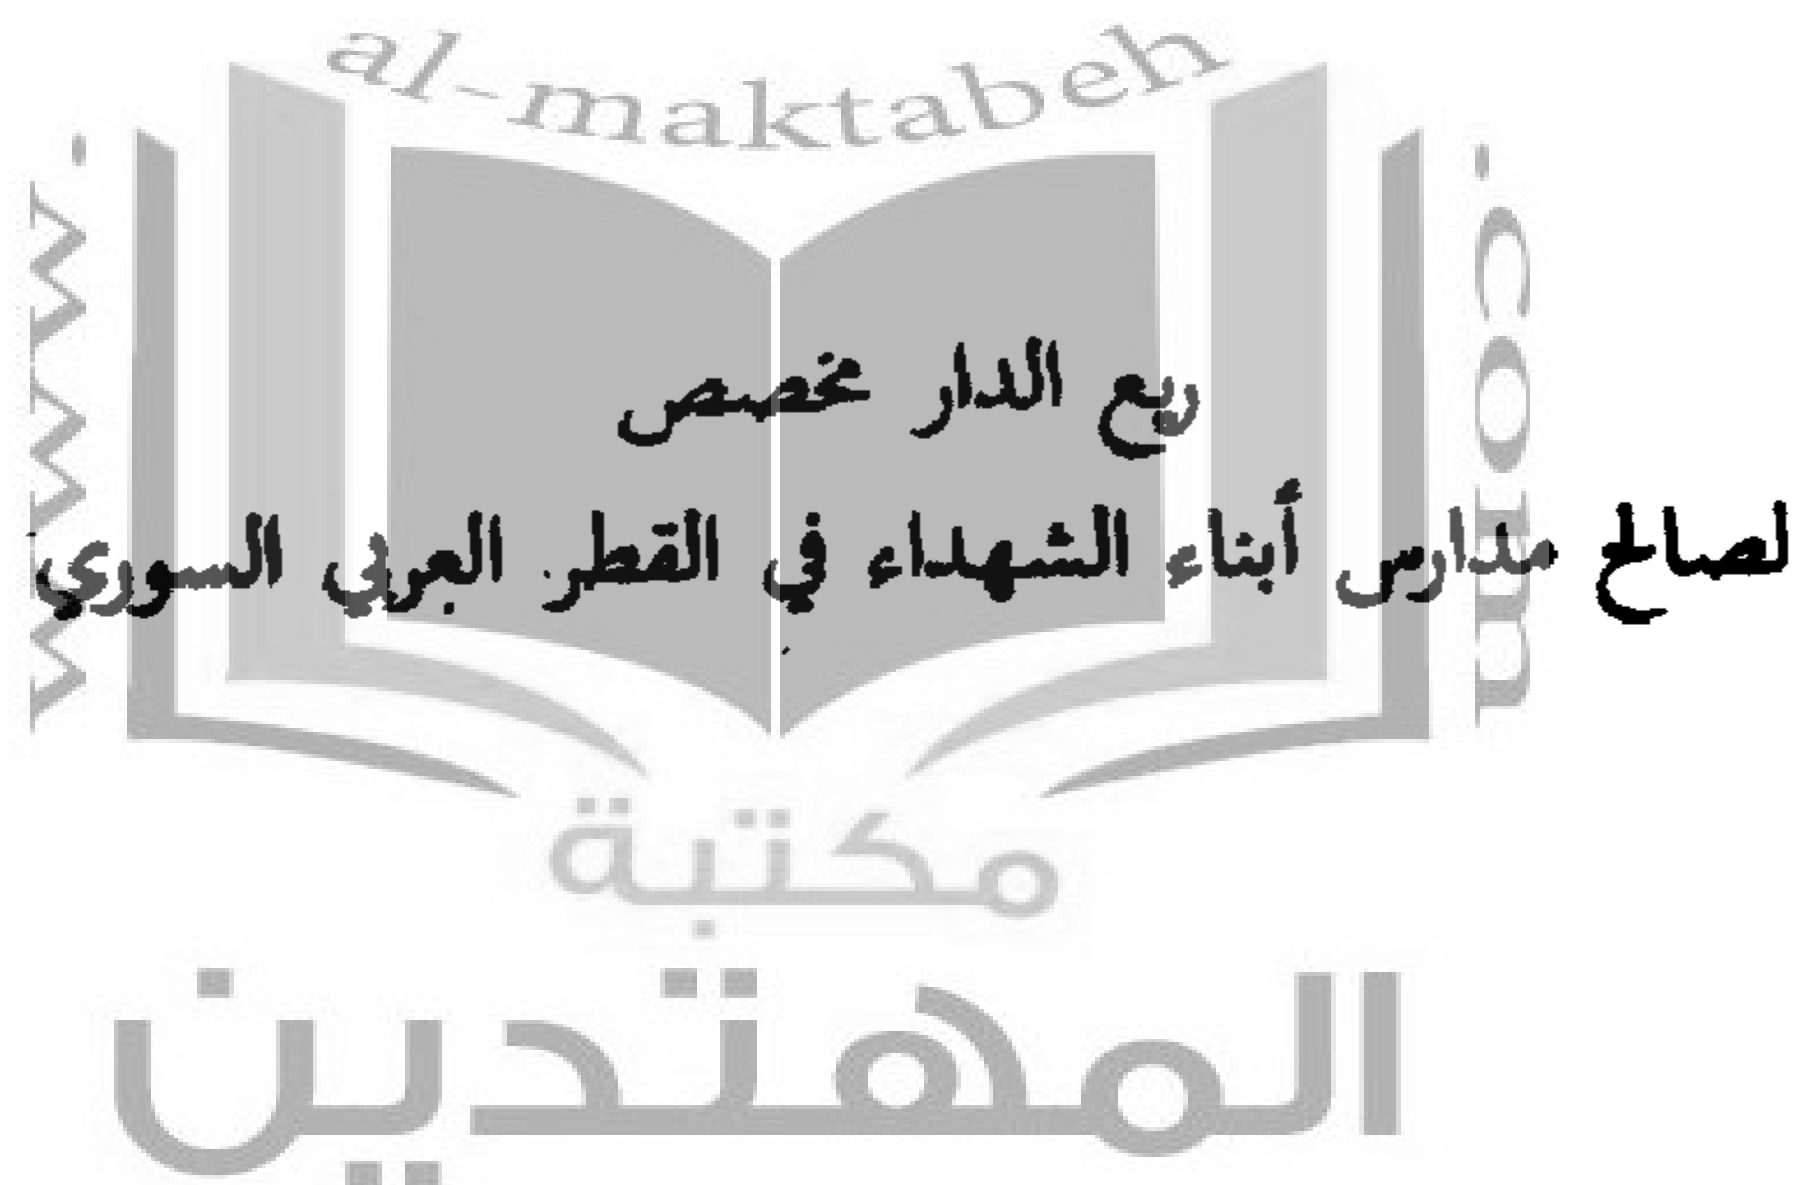 al-maktabeh
www.
.com
ريع الدار مخصص
لصالح مدارس أبناء الشهداء في القطر العربي السوري
مكتبة
المهتدين